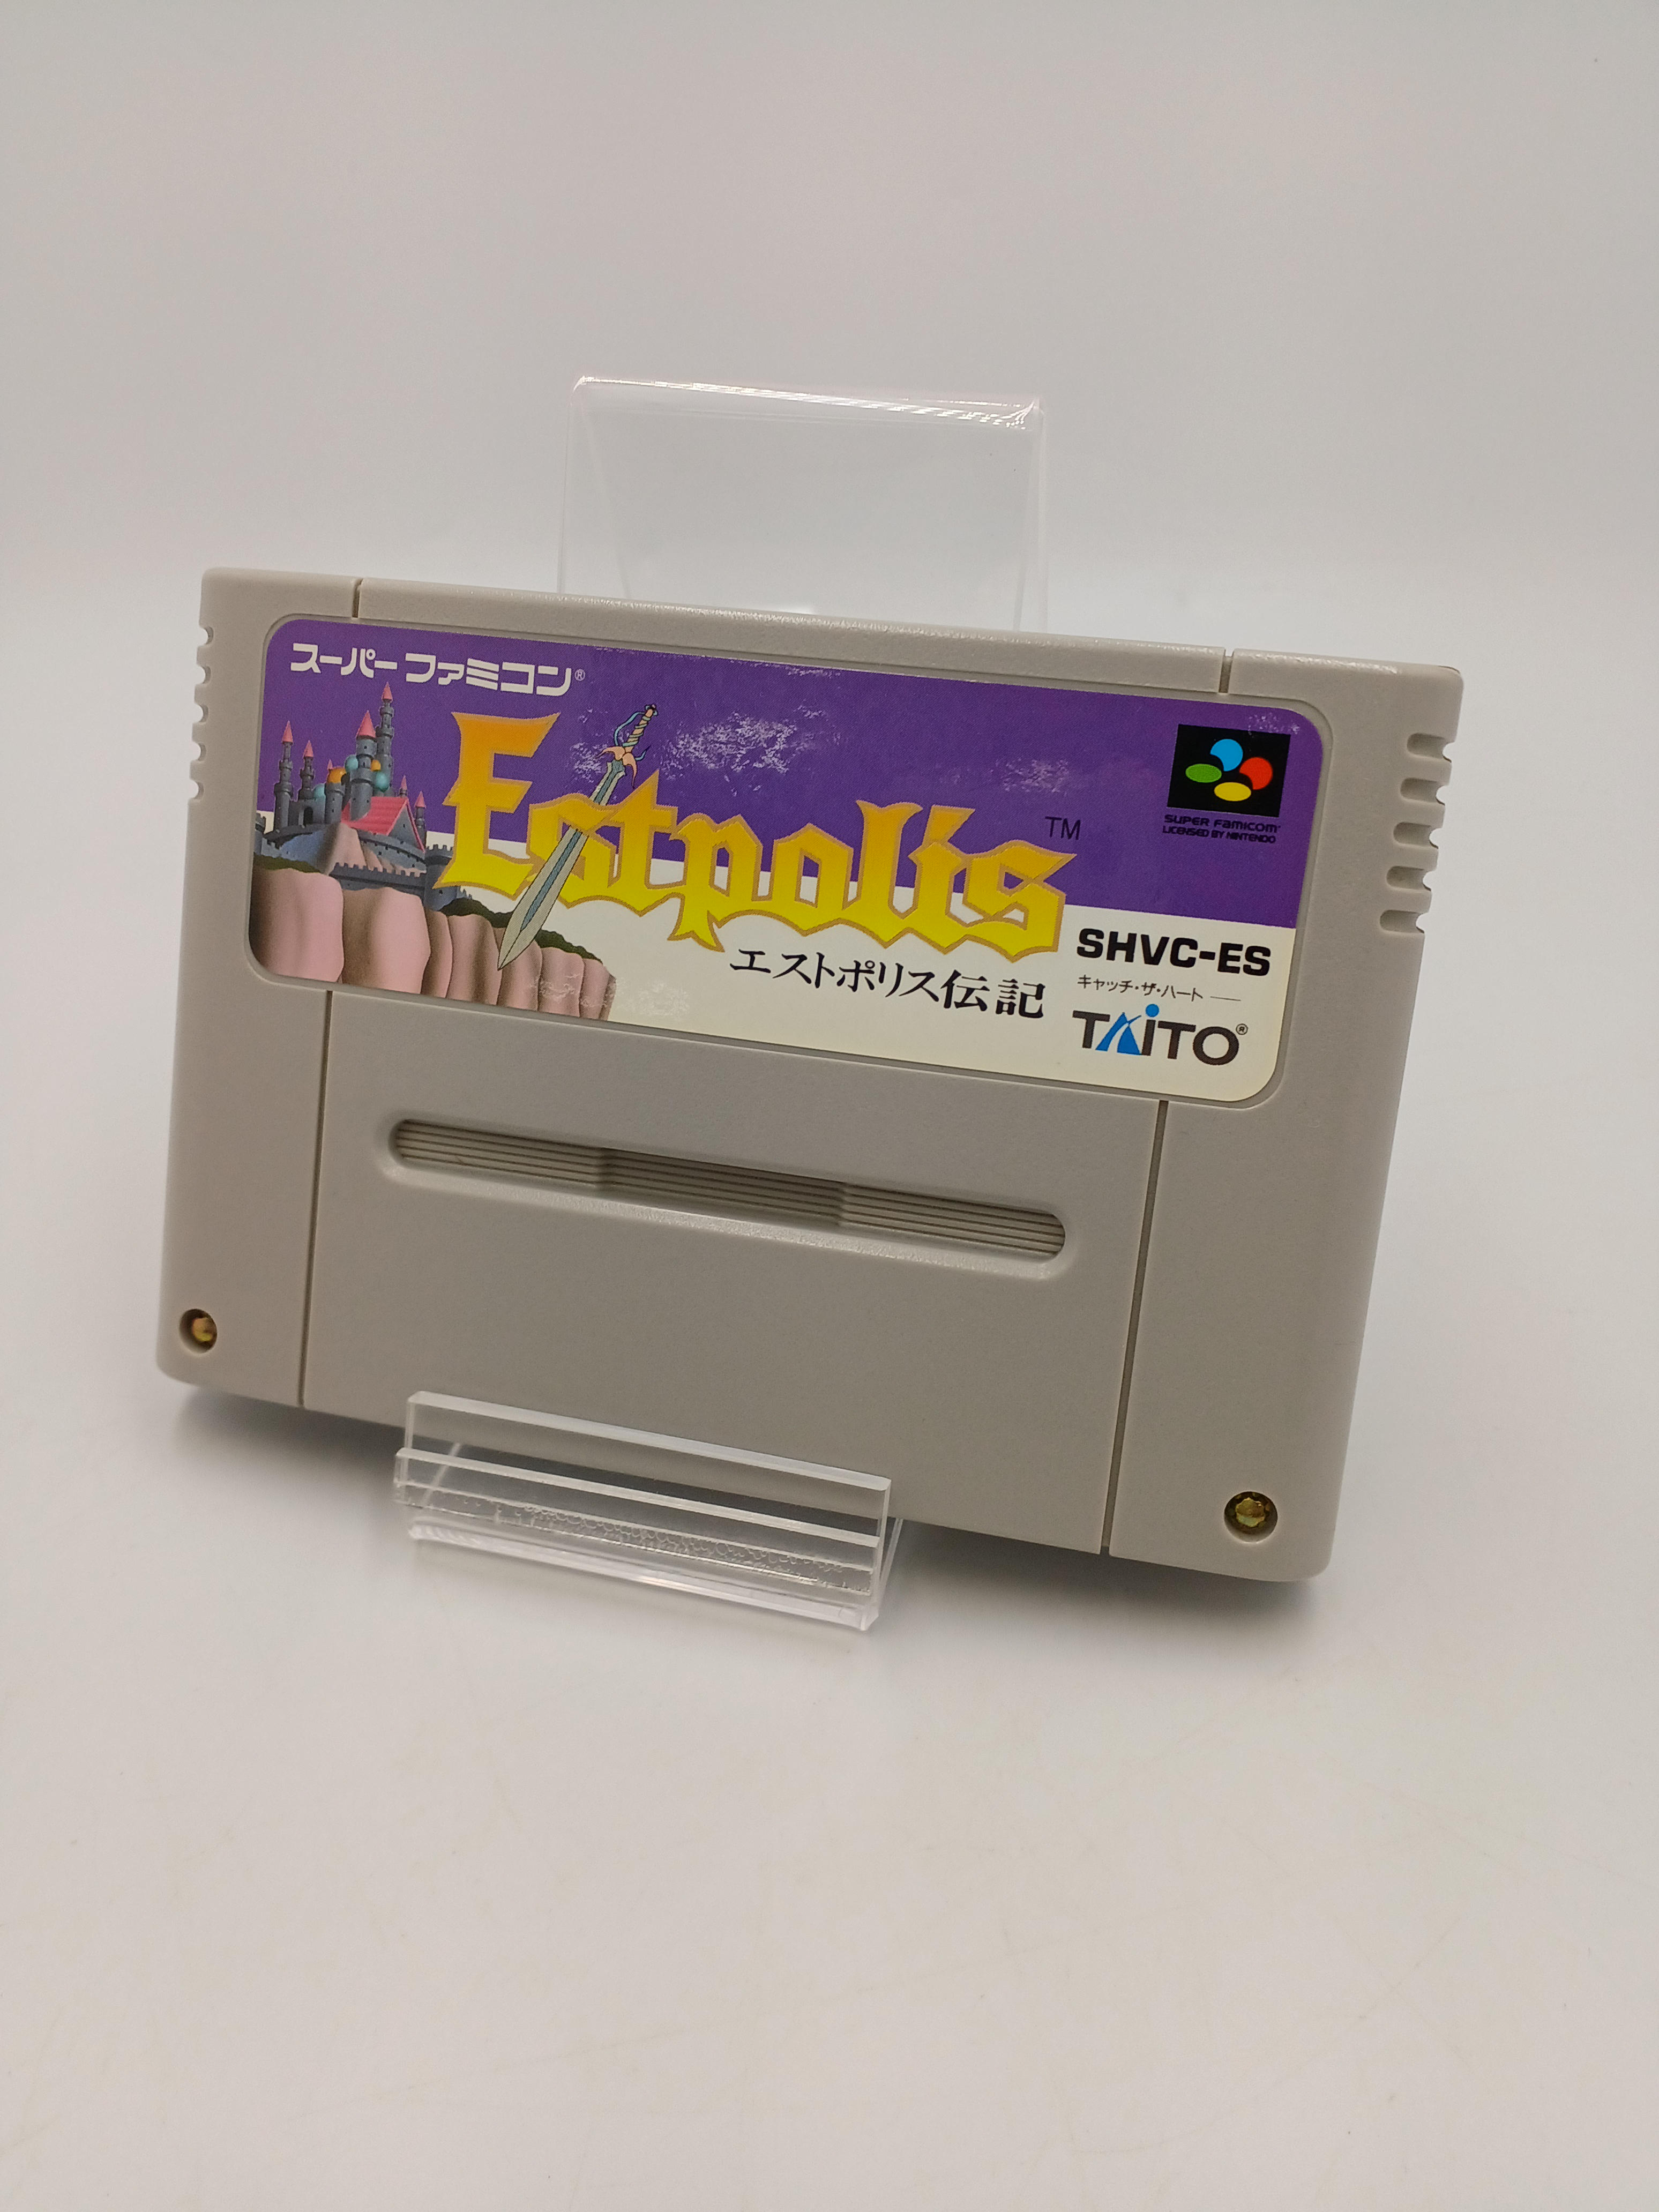 スーパーファミコン®
Estpolis TM
エストポリス伝記
SUPER FAMICOM
LICENSED BY NINTENDO
SHVC-ES
キャッチ・ザ・ハート
TAITO®